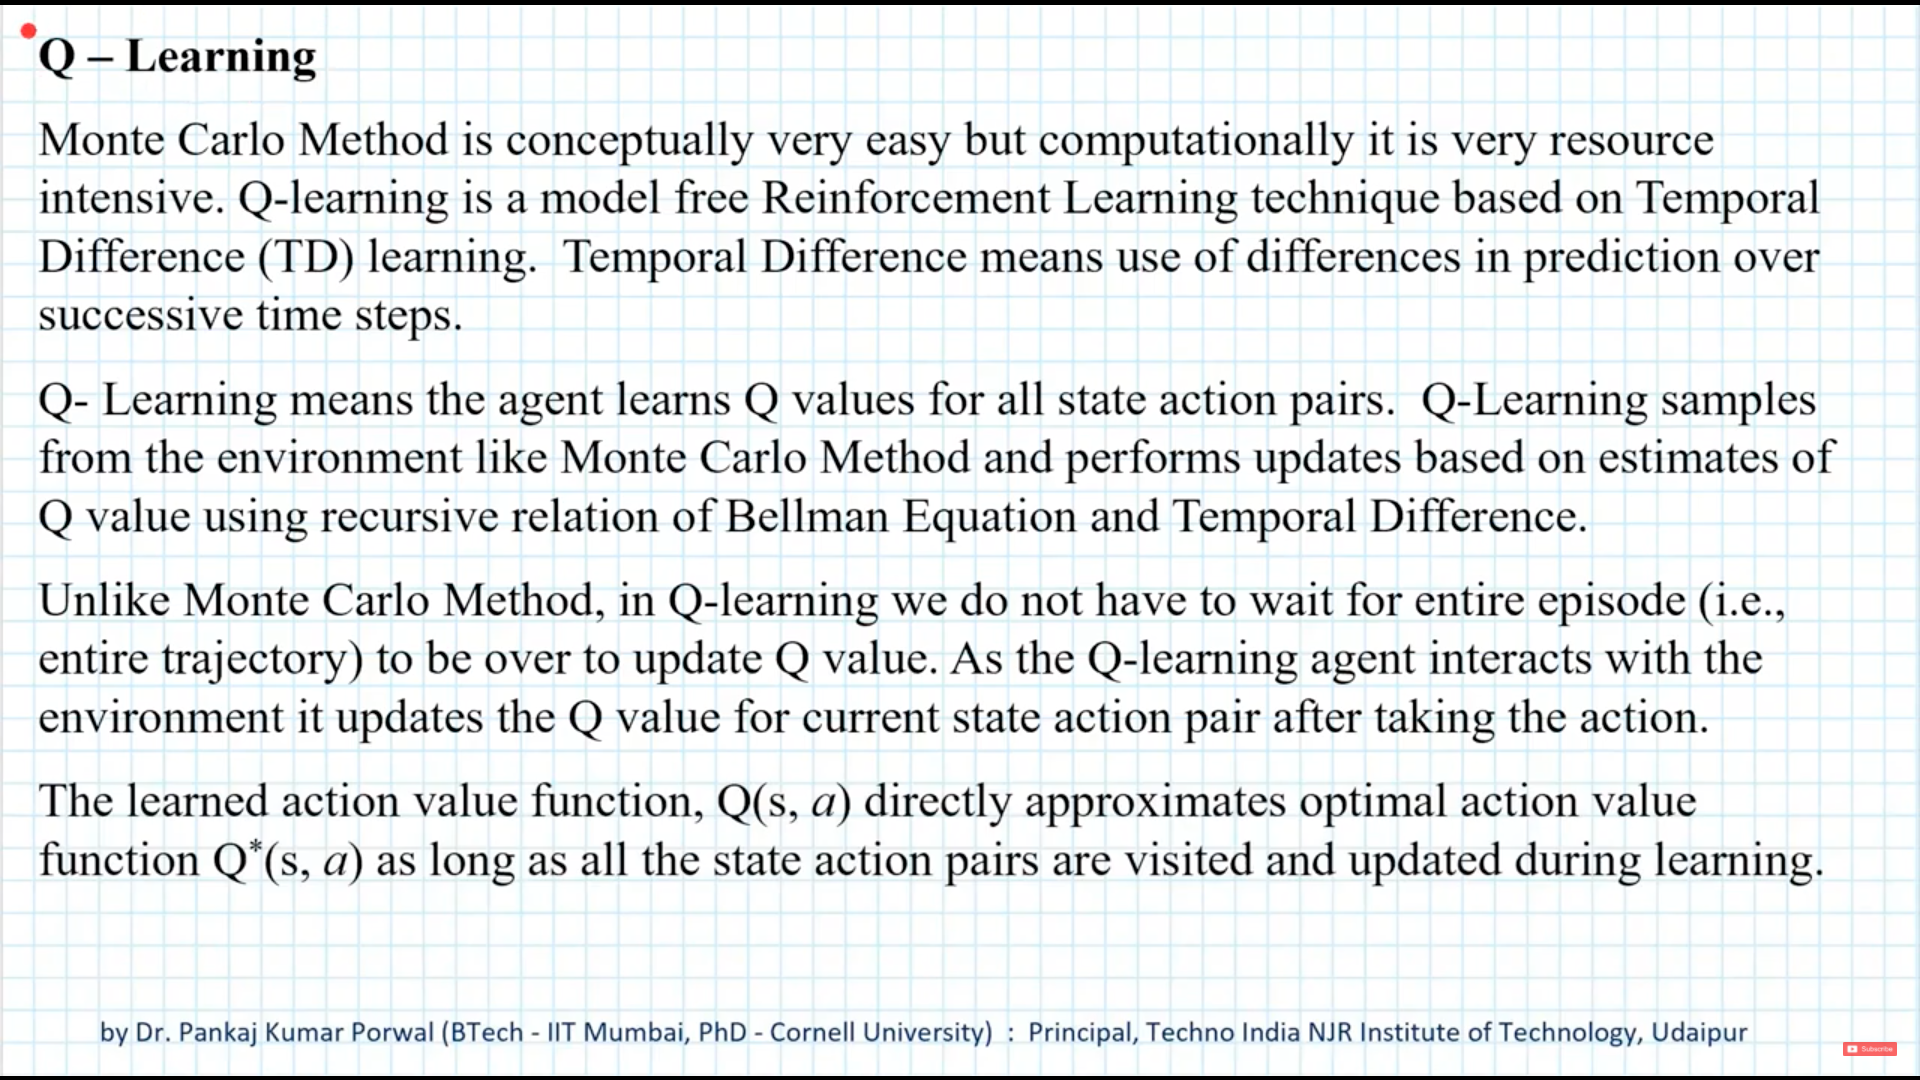 Q – Learning
Monte Carlo Method is conceptually very easy but computationally it is very resource
intensive. Q-learning is a model free Reinforcement Learning technique based on Temporal
Difference (TD) learning.  Temporal Difference means use of differences in prediction over
successive time steps.
Q- Learning means the agent learns Q values for all state action pairs.  Q-Learning samples
from the environment like Monte Carlo Method and performs updates based on estimates of
Q value using recursive relation of Bellman Equation and Temporal Difference.
Unlike Monte Carlo Method, in Q-learning we do not have to wait for entire episode (i.e.,
entire trajectory) to be over to update Q value. As the Q-learning agent interacts with the
environment it updates the Q value for current state action pair after taking the action.
The learned action value function, Q(s, a) directly approximates optimal action value
function Q*(s, a) as long as all the state action pairs are visited and updated during learning.
by Dr. Pankaj Kumar Porwal (BTech - IIT Mumbai, PhD - Cornell University)  :  Principal, Techno India NJR Institute of Technology, Udaipur
Subscribe